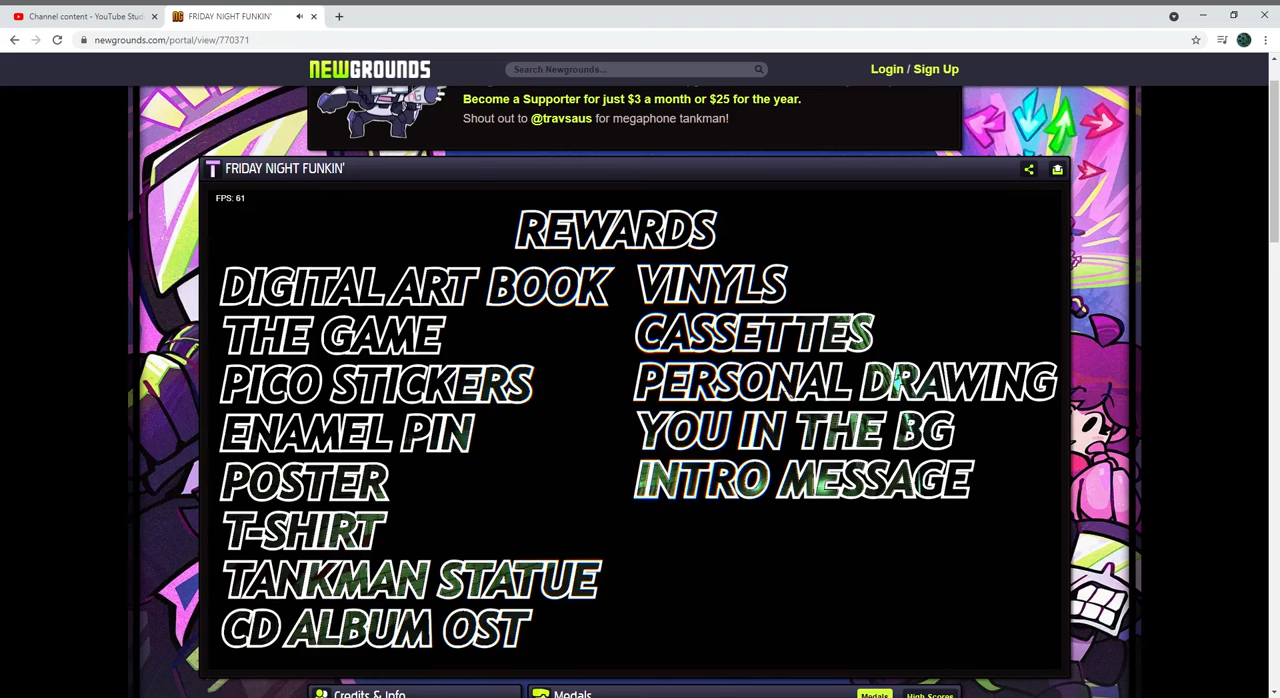 Channel content - YouTube Stud
FRIDAY NIGHT FUNKIN'
newgrounds.com/portal/view/770371
NEWGROUNDS
Search Newgrounds...
Login / Sign Up
Become a Supporter for just $3 a month or $25 for the year.
Shout out to @travsaus for megaphone tankman!
FRIDAY NIGHT FUNKIN'
FPS: 61
REWARDS
DIGITAL ART BOOK
THE GAME
PICO STICKERS
ENAMEL PIN
POSTER
T-SHIRT
TANKMAN STATUE
CD ALBUM OST
VINYLS
CASSETTES
PERSONAL DRAWING
YOU IN THE BG
INTRO MESSAGE
Credits & Info
Medals
Medals
High Scores